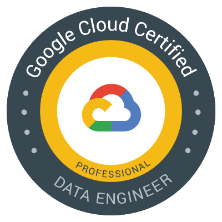 Google Cloud Certified
PROFESSIONAL
DATA ENGINEER